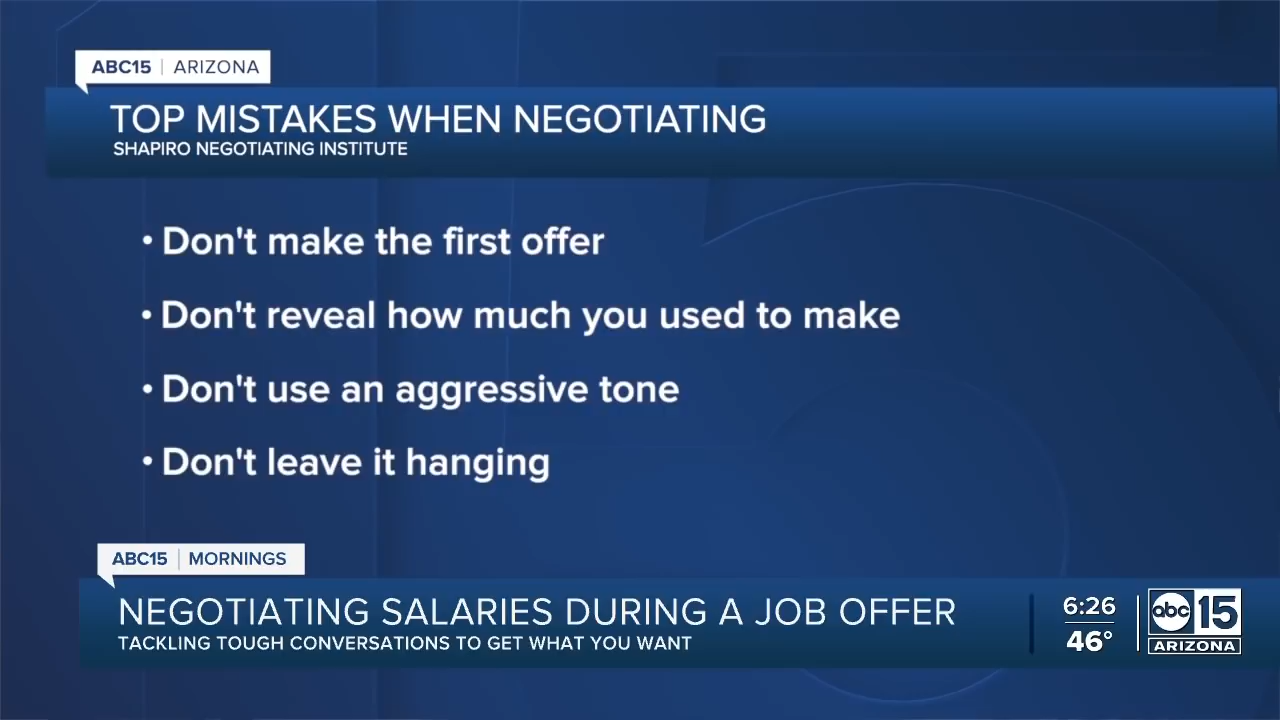 ABC15 | ARIZONA
TOP MISTAKES WHEN NEGOTIATING
SHAPIRO NEGOTIATING INSTITUTE
• Don't make the first offer
• Don't reveal how much you used to make
• Don't use an aggressive tone
• Don't leave it hanging
ABC15 | MORNINGS
NEGOTIATING SALARIES DURING A JOB OFFER
TACKLING TOUGH CONVERSATIONS TO GET WHAT YOU WANT
6:26
46°
abc 15
ARIZONA